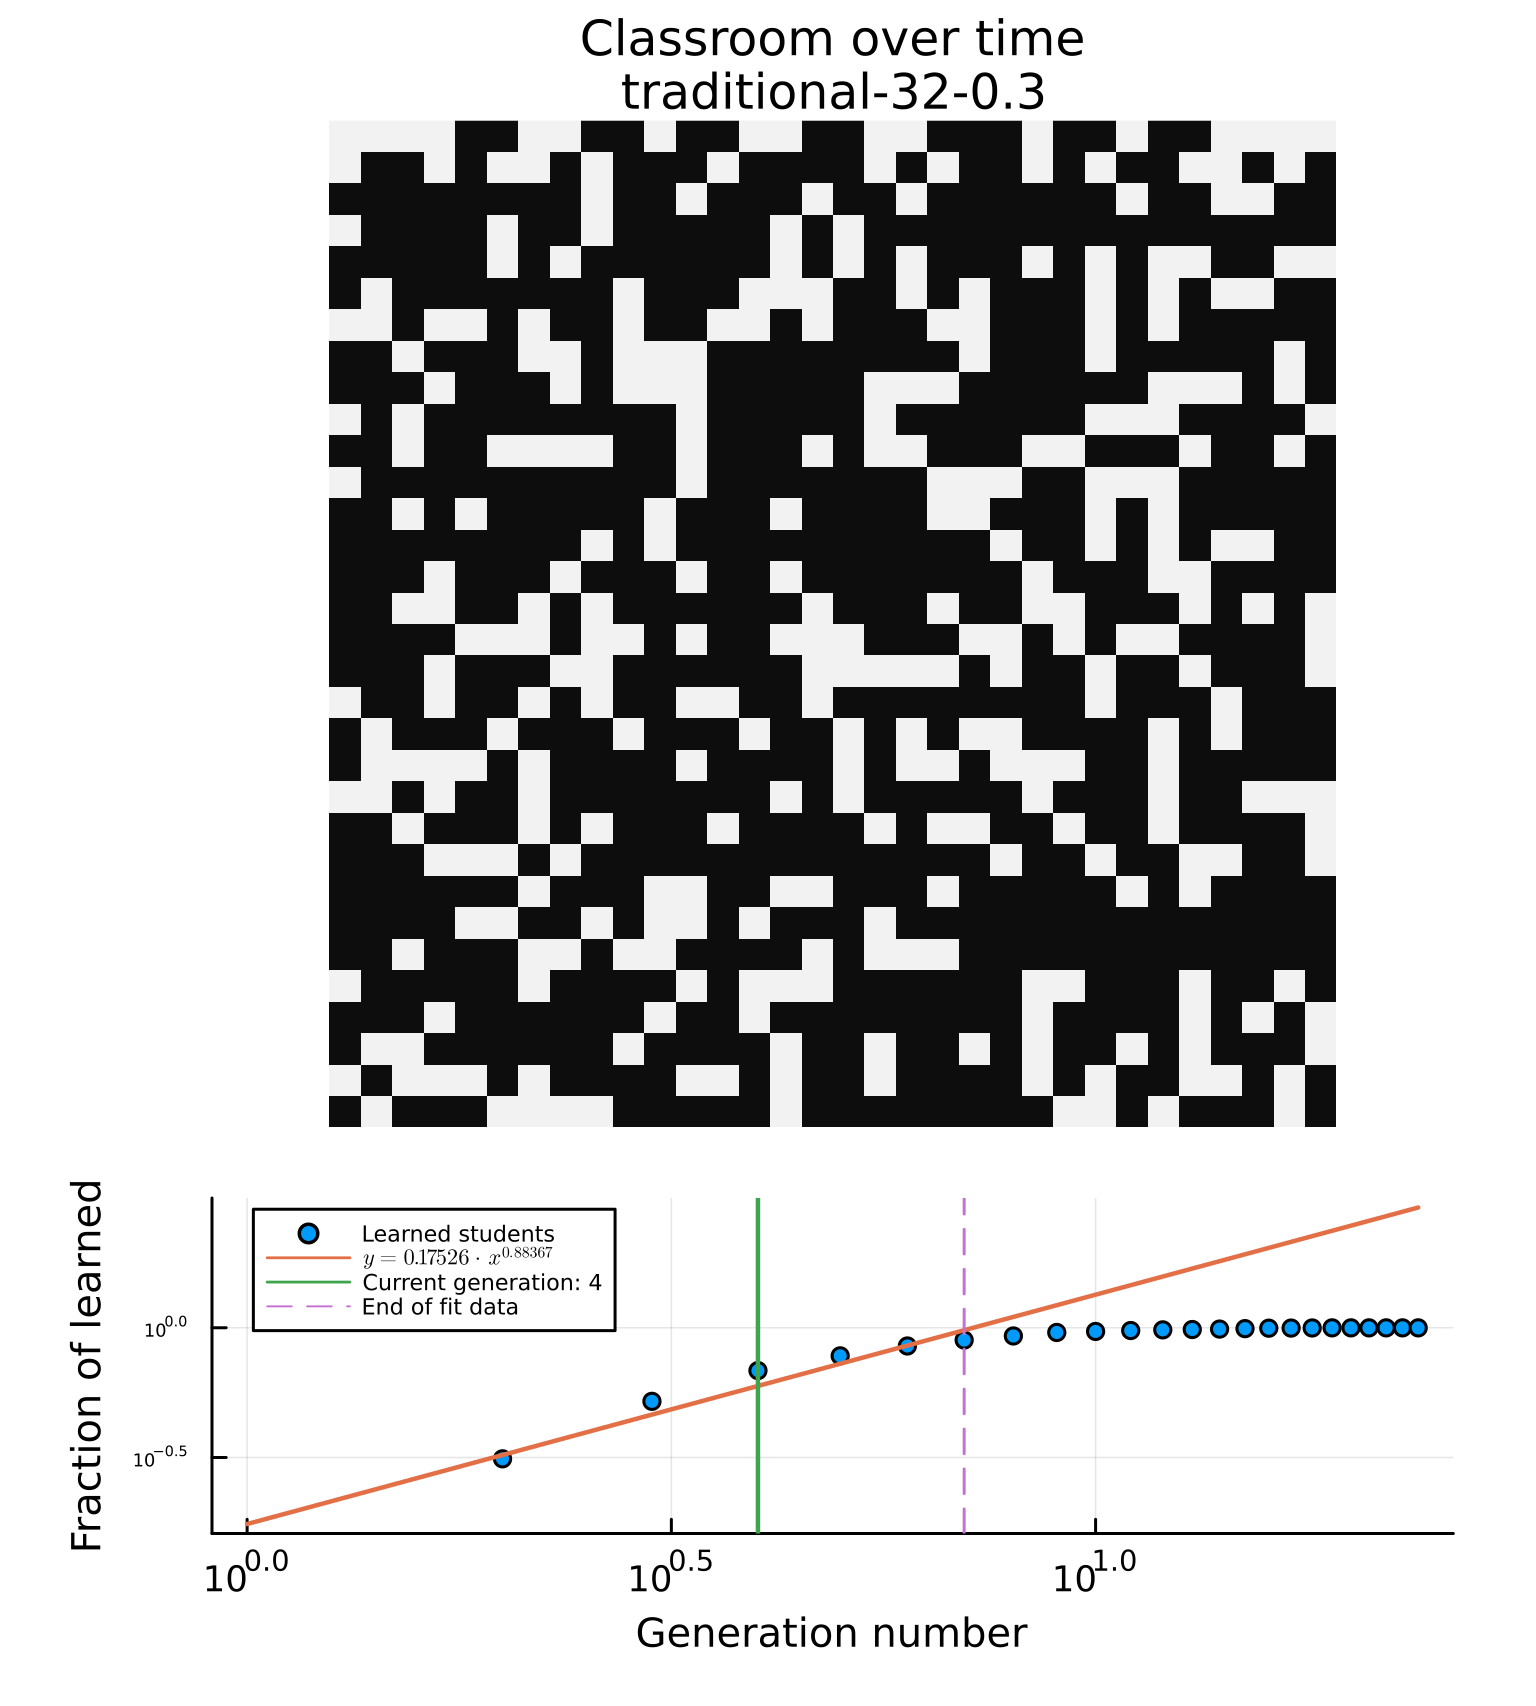 Classroom over time
traditional-32-0.3
Fraction of learned
10^0.0
10^−0.5
Learned students
y = 0.17526 · x^0.88367
Current generation: 4
End of fit data
10^0.0
10^0.5
10^1.0
Generation number